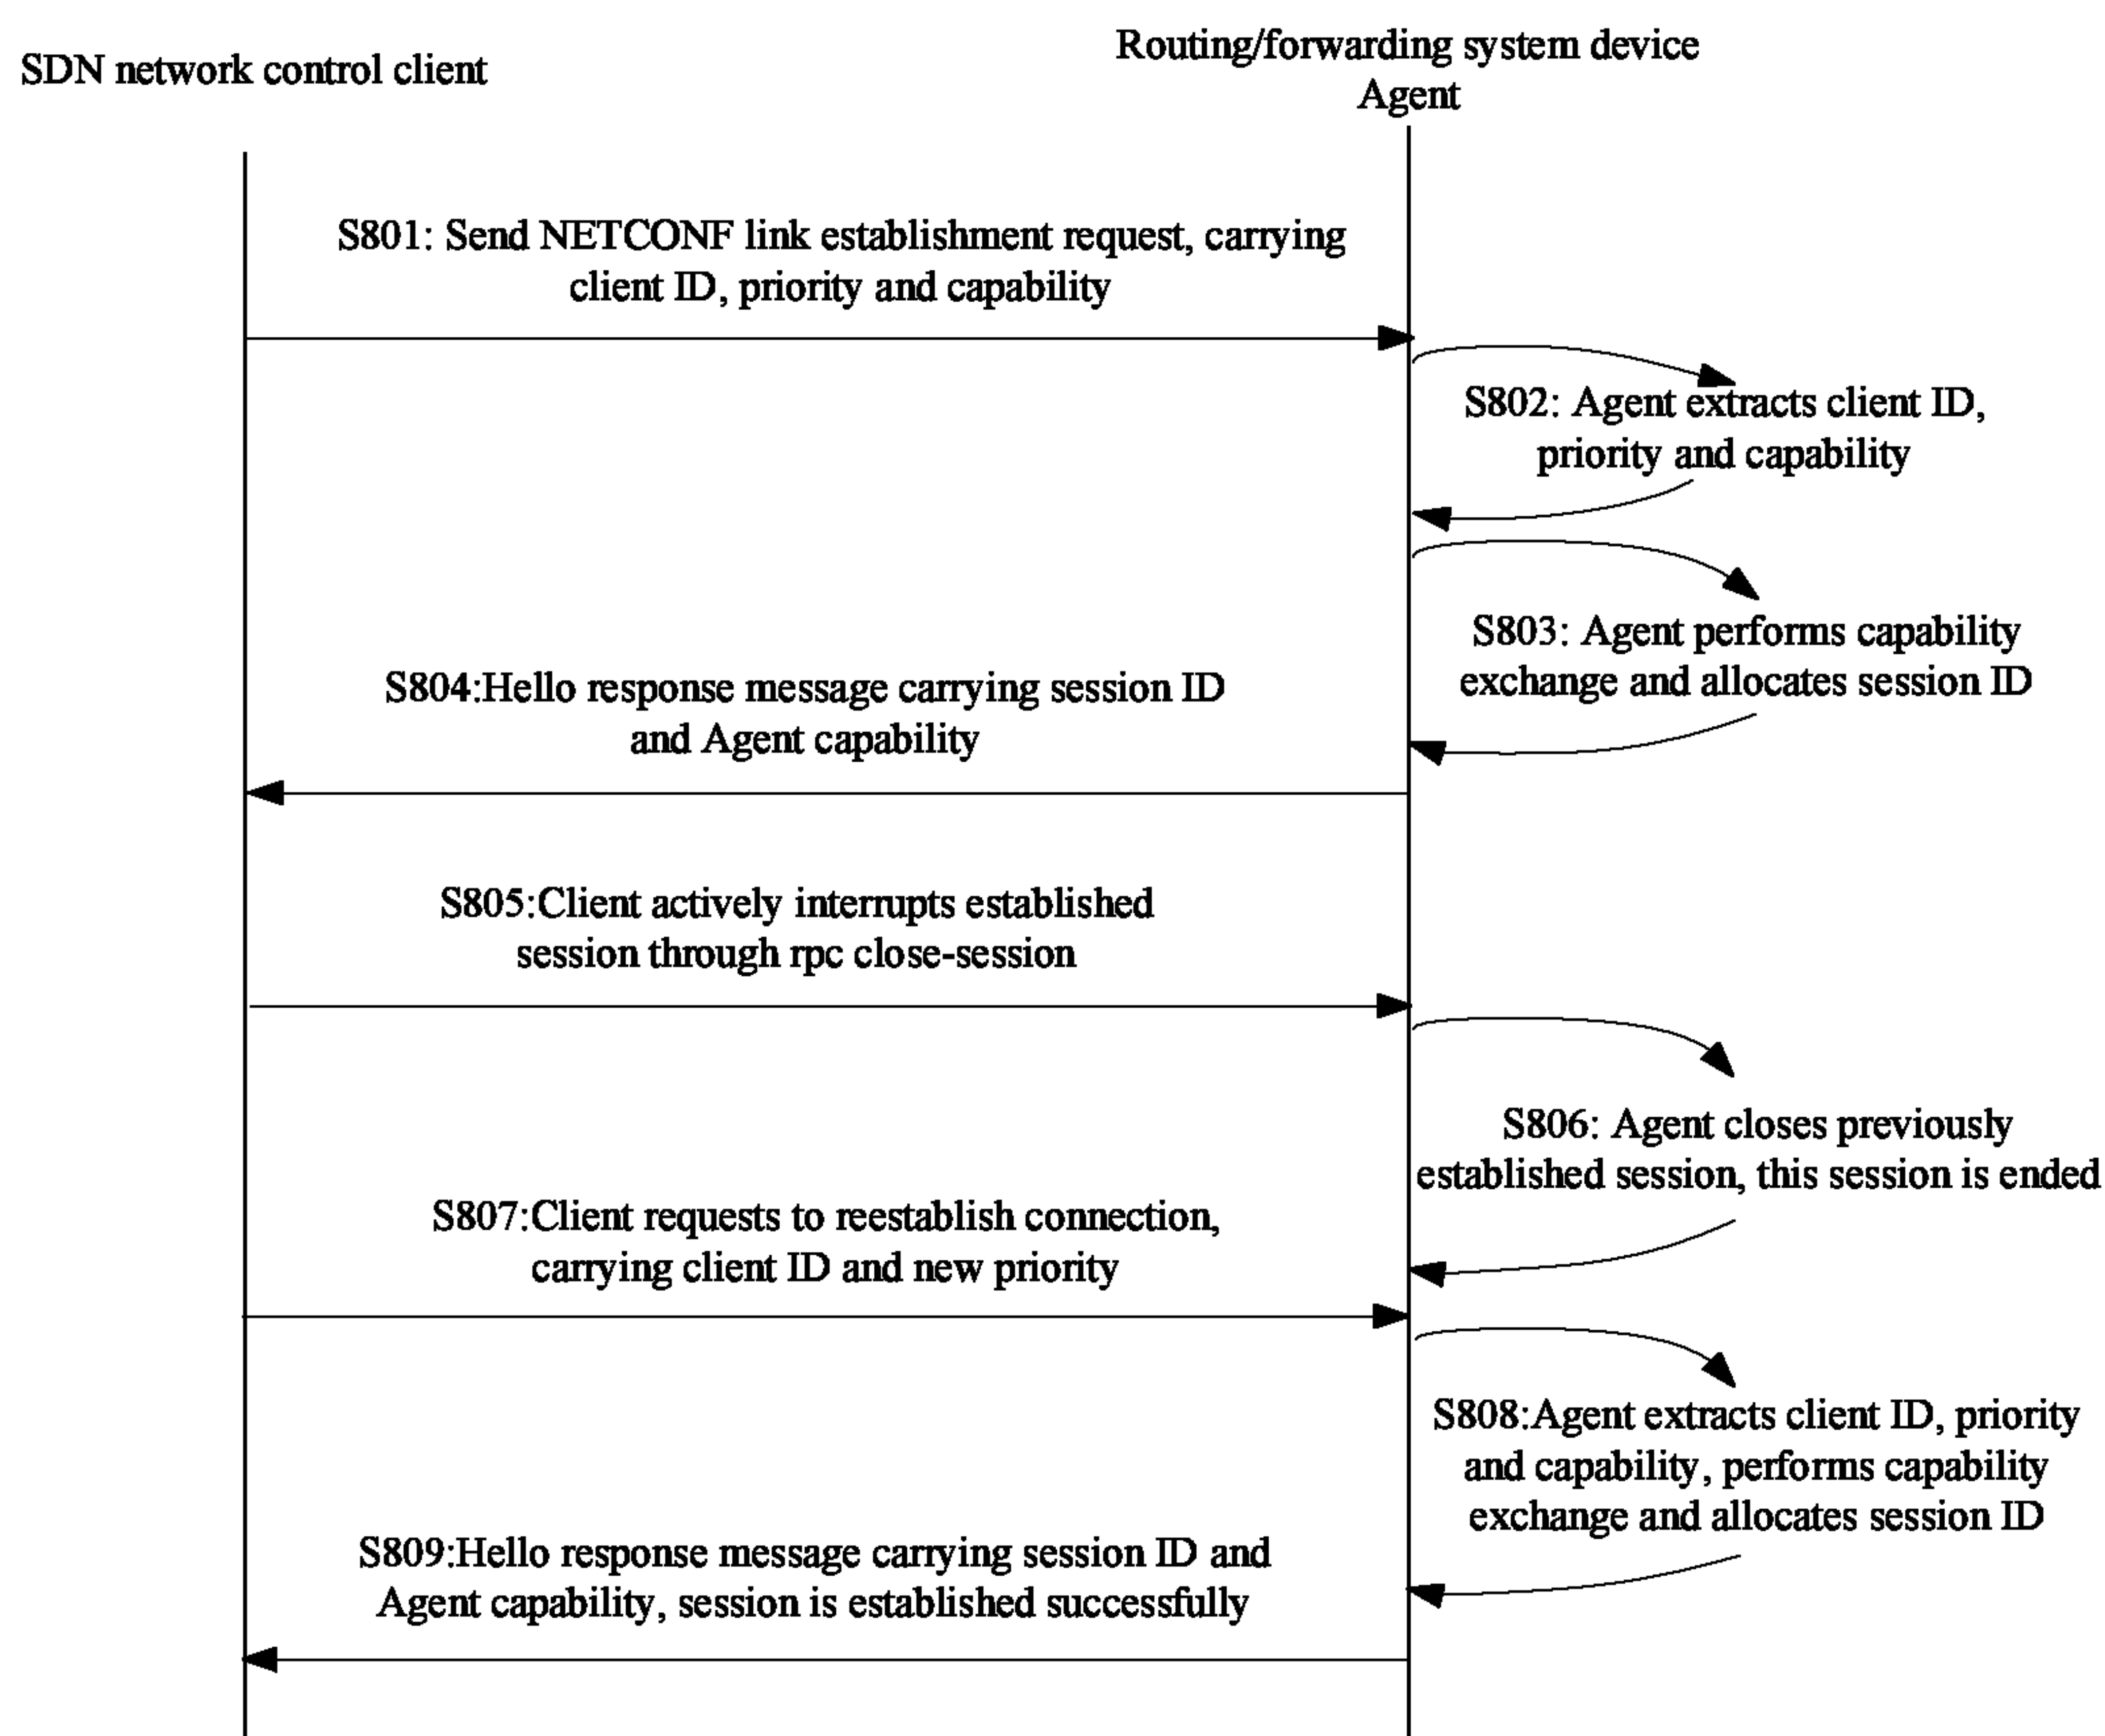 SDN network control client
Routing/forwarding system device
Agent
S801: Send NETCONF link establishment request, carrying
client ID, priority and capability
S802: Agent extracts client ID,
priority and capability
S803: Agent performs capability
exchange and allocates session ID
S804:Hello response message carrying session ID
and Agent capability
S805:Client actively interrupts established
session through rpc close-session
S806: Agent closes previously
established session, this session is ended
S807:Client requests to reestablish connection,
carrying client ID and new priority
S808:Agent extracts client ID, priority
and capability, performs capability
exchange and allocates session ID
S809:Hello response message carrying session ID and
Agent capability, session is established successfully